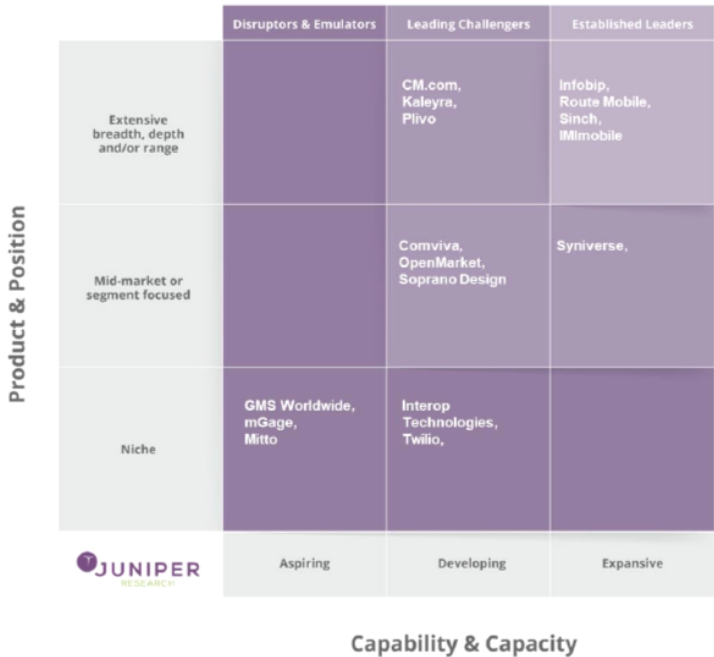 Disruptors & Emulators
Leading Challengers
Established Leaders
Product & Position
Extensive
breadth, depth
and/or range
CM.com,
Kaleyra,
Plivo
Infobip,
Route Mobile,
Sinch,
IMImobile
Mid-market or
segment focused
Comviva,
OpenMarket,
Soprano Design
Syniverse,
Niche
GMS Worldwide,
mGage,
Mitto
Interop
Technologies,
Twilio,
JUNIPER
RESEARCH
Aspiring
Developing
Expansive
Capability & Capacity